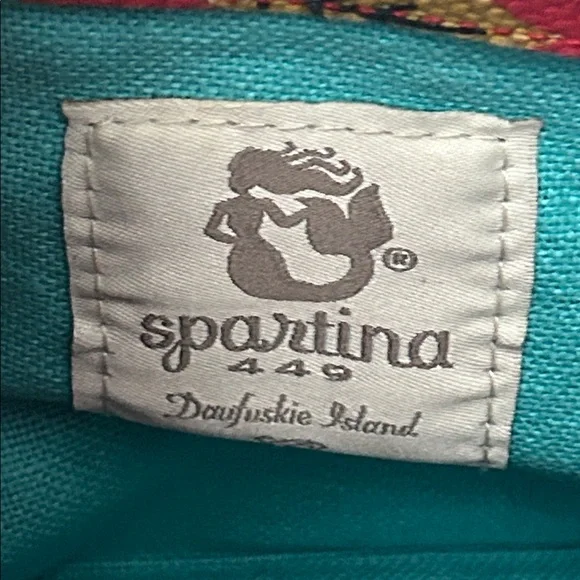 ®
spartina
449
Daufuskie Island